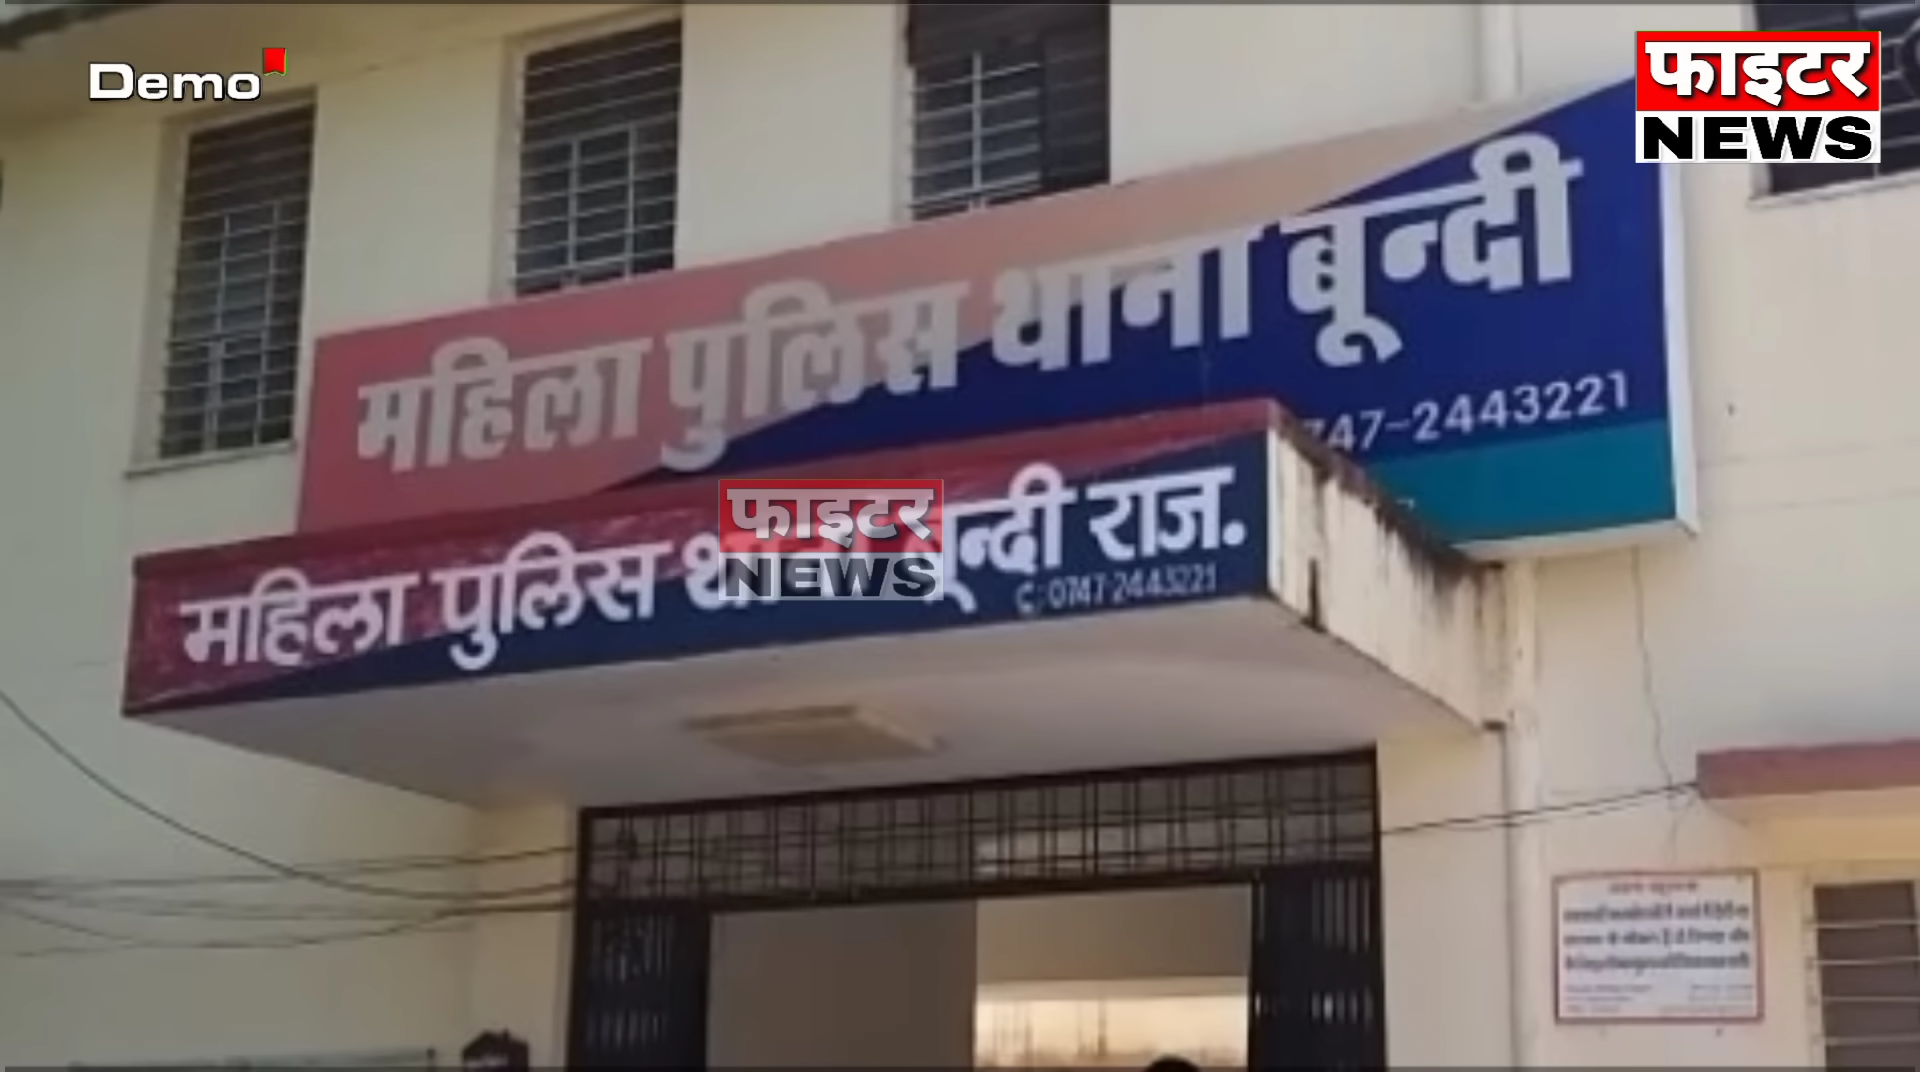 Demo
फाइटर
NEWS
महिला पुलिस थाना बून्दी
747-2443221
फाइटर
NEWS
महिला पुलिस थाना बून्दी राज.
C:0747-2443221